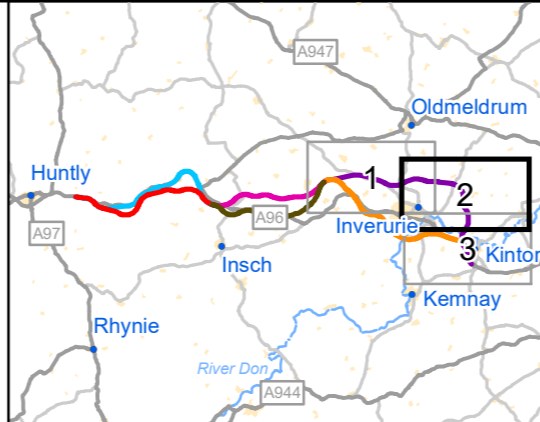 A947
Oldmeldrum
Huntly
1
2
A96
A97
Inverurie
3
Kintor
Insch
Kemnay
Rhynie
River Don
A944